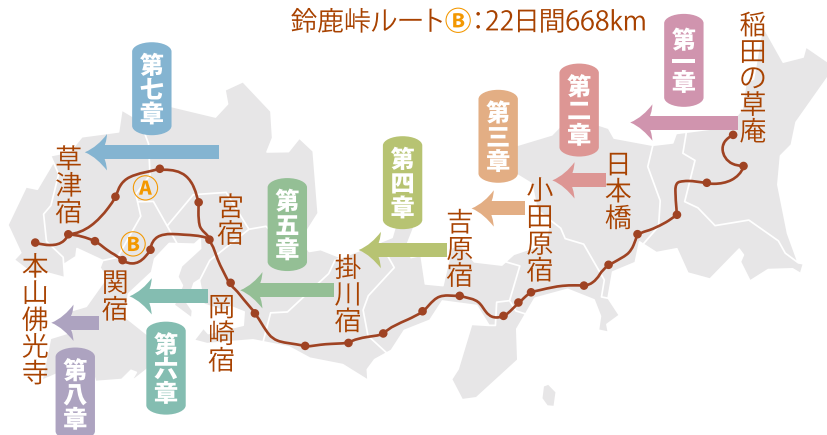 鈴鹿峠ルートⒷ：22日間668km
稲田の草庵
第一章
日本橋
第二章
小田原宿
第三章
吉原宿
第四章
掛川宿
第五章
岡崎宿
宮宿
第六章
関宿
第七章
草津宿
第八章
本山佛光寺
Ⓐ
Ⓑ